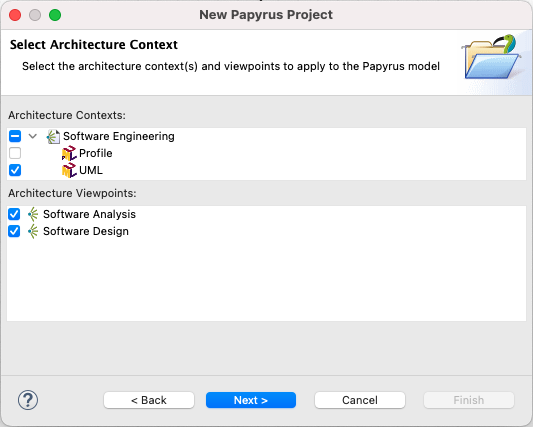 New Papyrus Project
Select Architecture Context
Select the architecture context(s) and viewpoints to apply to the Papyrus model
Architecture Contexts:
Software Engineering
Profile
UML
Architecture Viewpoints:
Software Analysis
Software Design
?
< Back
Next >
Cancel
Finish